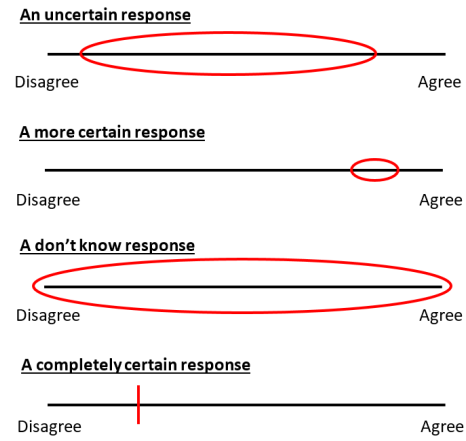 An uncertain response
Disagree Agree
A more certain response
Disagree Agree
A don't know response
Disagree Agree
A completely certain response
Disagree Agree